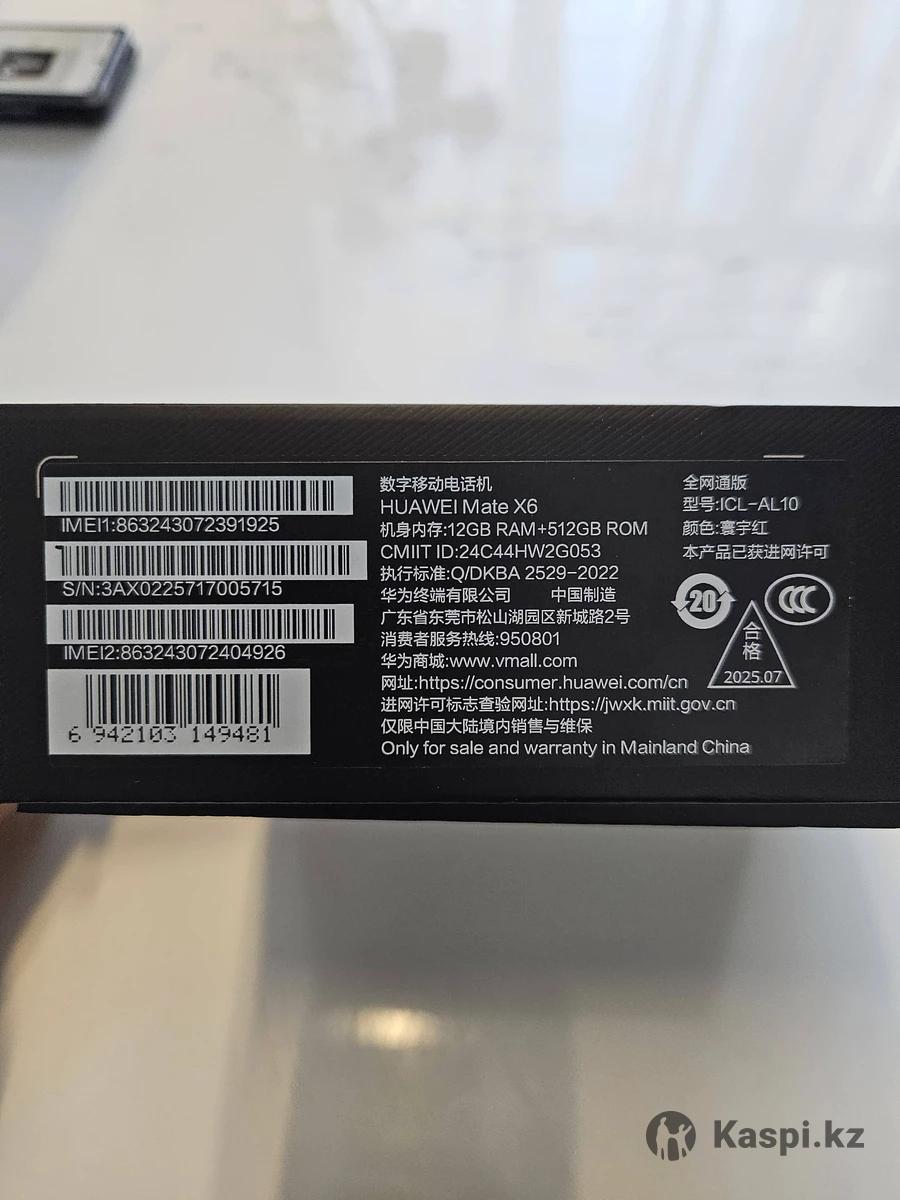 IMEI1:863243072391925
S/N:3AX0225717005715
IMEI2:863243072404926
6 942103 149481
数字移动电话机
HUAWEI Mate X6
机身内存:12GB RAM+512GB ROM
CMIIT ID:24C44HW2G053
执行标准:Q/DKBA 2529-2022
华为终端有限公司 中国制造
广东省东莞市松山湖园区新城路2号
消费者服务热线:950801
华为商城:www.vmall.com
网址:https://consumer.huawei.com/cn
进网许可标志查验网址:https://jwxk.miit.gov.cn
仅限中国大陆境内销售与维保
Only for sale and warranty in Mainland China
全网通版
型号:ICL-AL10
颜色:寰宇红
本产品已获进网许可
20
CCC
合格
2025.07
Kaspi.kz